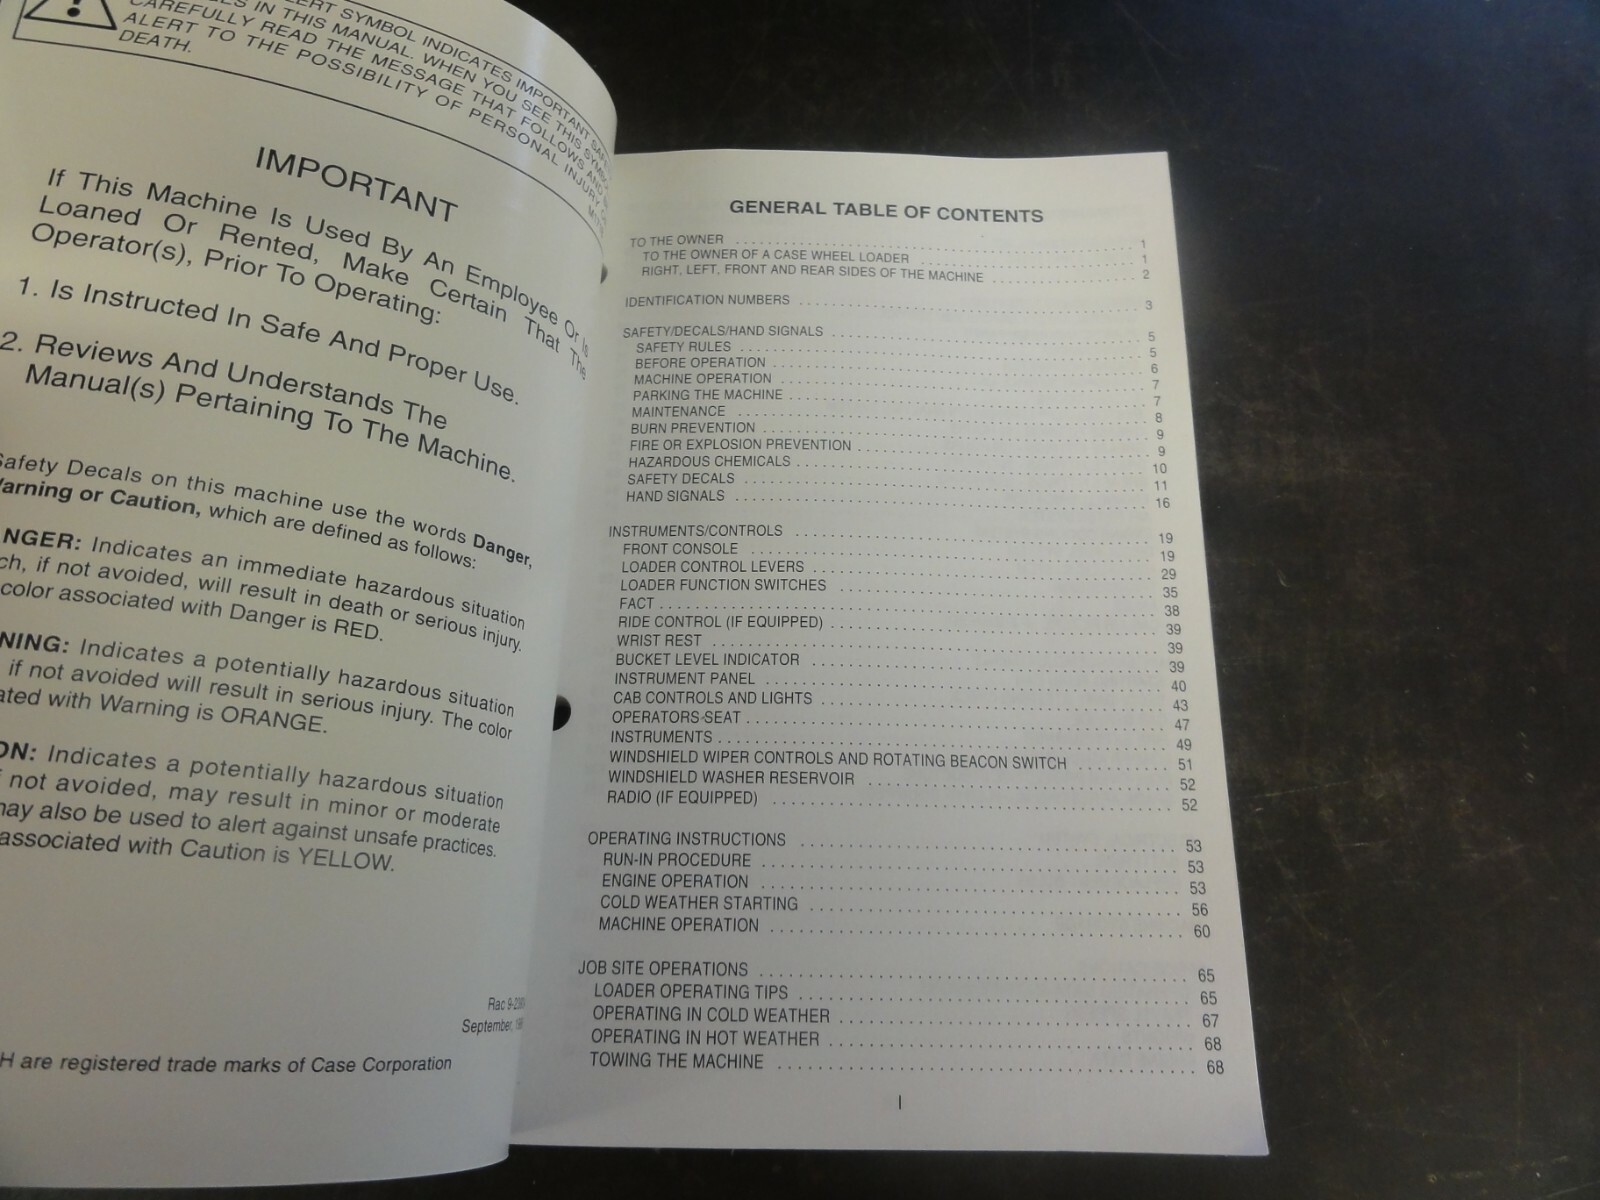 ERT SYMBOL INDICATES IMPORTANT
IN THIS MANUAL. WHEN YOU SEE THIS
CAREFULLY READ THE MESSAGE THAT FOLLOWS AND
ALERT TO THE POSSIBILITY OF PERSONAL INJURY
DEATH.
IMPORTANT
If This Machine Is Used By An Employee Or Is
Loaned Or Rented, Make Certain That The
Operator(s), Prior To Operating:
1. Is Instructed In Safe And Proper Use.
2. Reviews And Understands The
Manual(s) Pertaining To The Machine.
Safety Decals on this machine use the words Danger,
Warning or Caution, which are defined as follows:
NGER: Indicates an immediate hazardous situation
ch, if not avoided, will result in death or serious injury.
color associated with Danger is RED.
NING: Indicates a potentially hazardous situation
if not avoided will result in serious injury. The color
ated with Warning is ORANGE.
ON: Indicates a potentially hazardous situation
f not avoided, may result in minor or moderate
may also be used to alert against unsafe practices.
associated with Caution is YELLOW.
Rac 9-
September, 19
H are registered trade marks of Case Corporation
GENERAL TABLE OF CONTENTS
TO THE OWNER 1
TO THE OWNER OF A CASE WHEEL LOADER 1
RIGHT, LEFT, FRONT AND REAR SIDES OF THE MACHINE 2
IDENTIFICATION NUMBERS 3
SAFETY/DECALS/HAND SIGNALS 5
SAFETY RULES 5
BEFORE OPERATION 6
MACHINE OPERATION 7
PARKING THE MACHINE 7
MAINTENANCE 8
BURN PREVENTION 9
FIRE OR EXPLOSION PREVENTION 9
HAZARDOUS CHEMICALS 10
SAFETY DECALS 11
HAND SIGNALS 16
INSTRUMENTS/CONTROLS 19
FRONT CONSOLE 19
LOADER CONTROL LEVERS 29
LOADER FUNCTION SWITCHES 35
FACT 38
RIDE CONTROL (IF EQUIPPED) 39
WRIST REST 39
BUCKET LEVEL INDICATOR 39
INSTRUMENT PANEL 40
CAB CONTROLS AND LIGHTS 43
OPERATORS SEAT 47
INSTRUMENTS 49
WINDSHIELD WIPER CONTROLS AND ROTATING BEACON SWITCH 51
WINDSHIELD WASHER RESERVOIR 52
RADIO (IF EQUIPPED) 52
OPERATING INSTRUCTIONS 53
RUN-IN PROCEDURE 53
ENGINE OPERATION 53
COLD WEATHER STARTING 56
MACHINE OPERATION 60
JOB SITE OPERATIONS 65
LOADER OPERATING TIPS 65
OPERATING IN COLD WEATHER 67
OPERATING IN HOT WEATHER 68
TOWING THE MACHINE 68
I